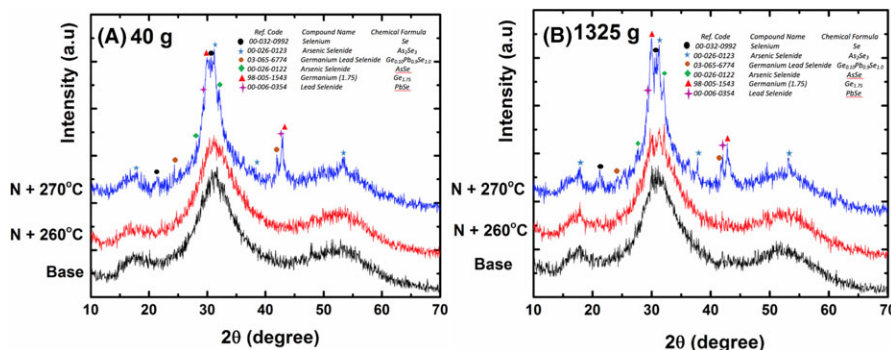 (A) 40 g
Ref. Code Compound Name Chemical Formula
00-032-0992 Selenium Se
00-026-0123 Arsenic Selenide As₂Se₃
03-065-6774 Germanium Lead Selenide Ge₀.₁₀Pb₀.₉Se₁.₀
00-026-0122 Arsenic Selenide AsSe
98-005-1543 Germanium (1.75) Ge₁.₇₅
00-006-0354 Lead Selenide PbSe
Intensity (a.u)
N + 270°C
N + 260°C
Base
10 20 30 40 50 60 70
2θ (degree)
(B) 1325 g
Ref. Code Compound Name Chemical Formula
00-032-0992 Selenium Se
00-026-0123 Arsenic Selenide As₂Se₃
03-065-6774 Germanium Lead Selenide Ge₀.₁₀Pb₀.₉Se₁.₀
00-026-0122 Arsenic Selenide AsSe
98-005-1543 Germanium (1.75) Ge₁.₇₅
00-006-0354 Lead Selenide PbSe
Intensity (a.u)
N + 270°C
N + 260°C
Base
10 20 30 40 50 60 70
2θ (degree)